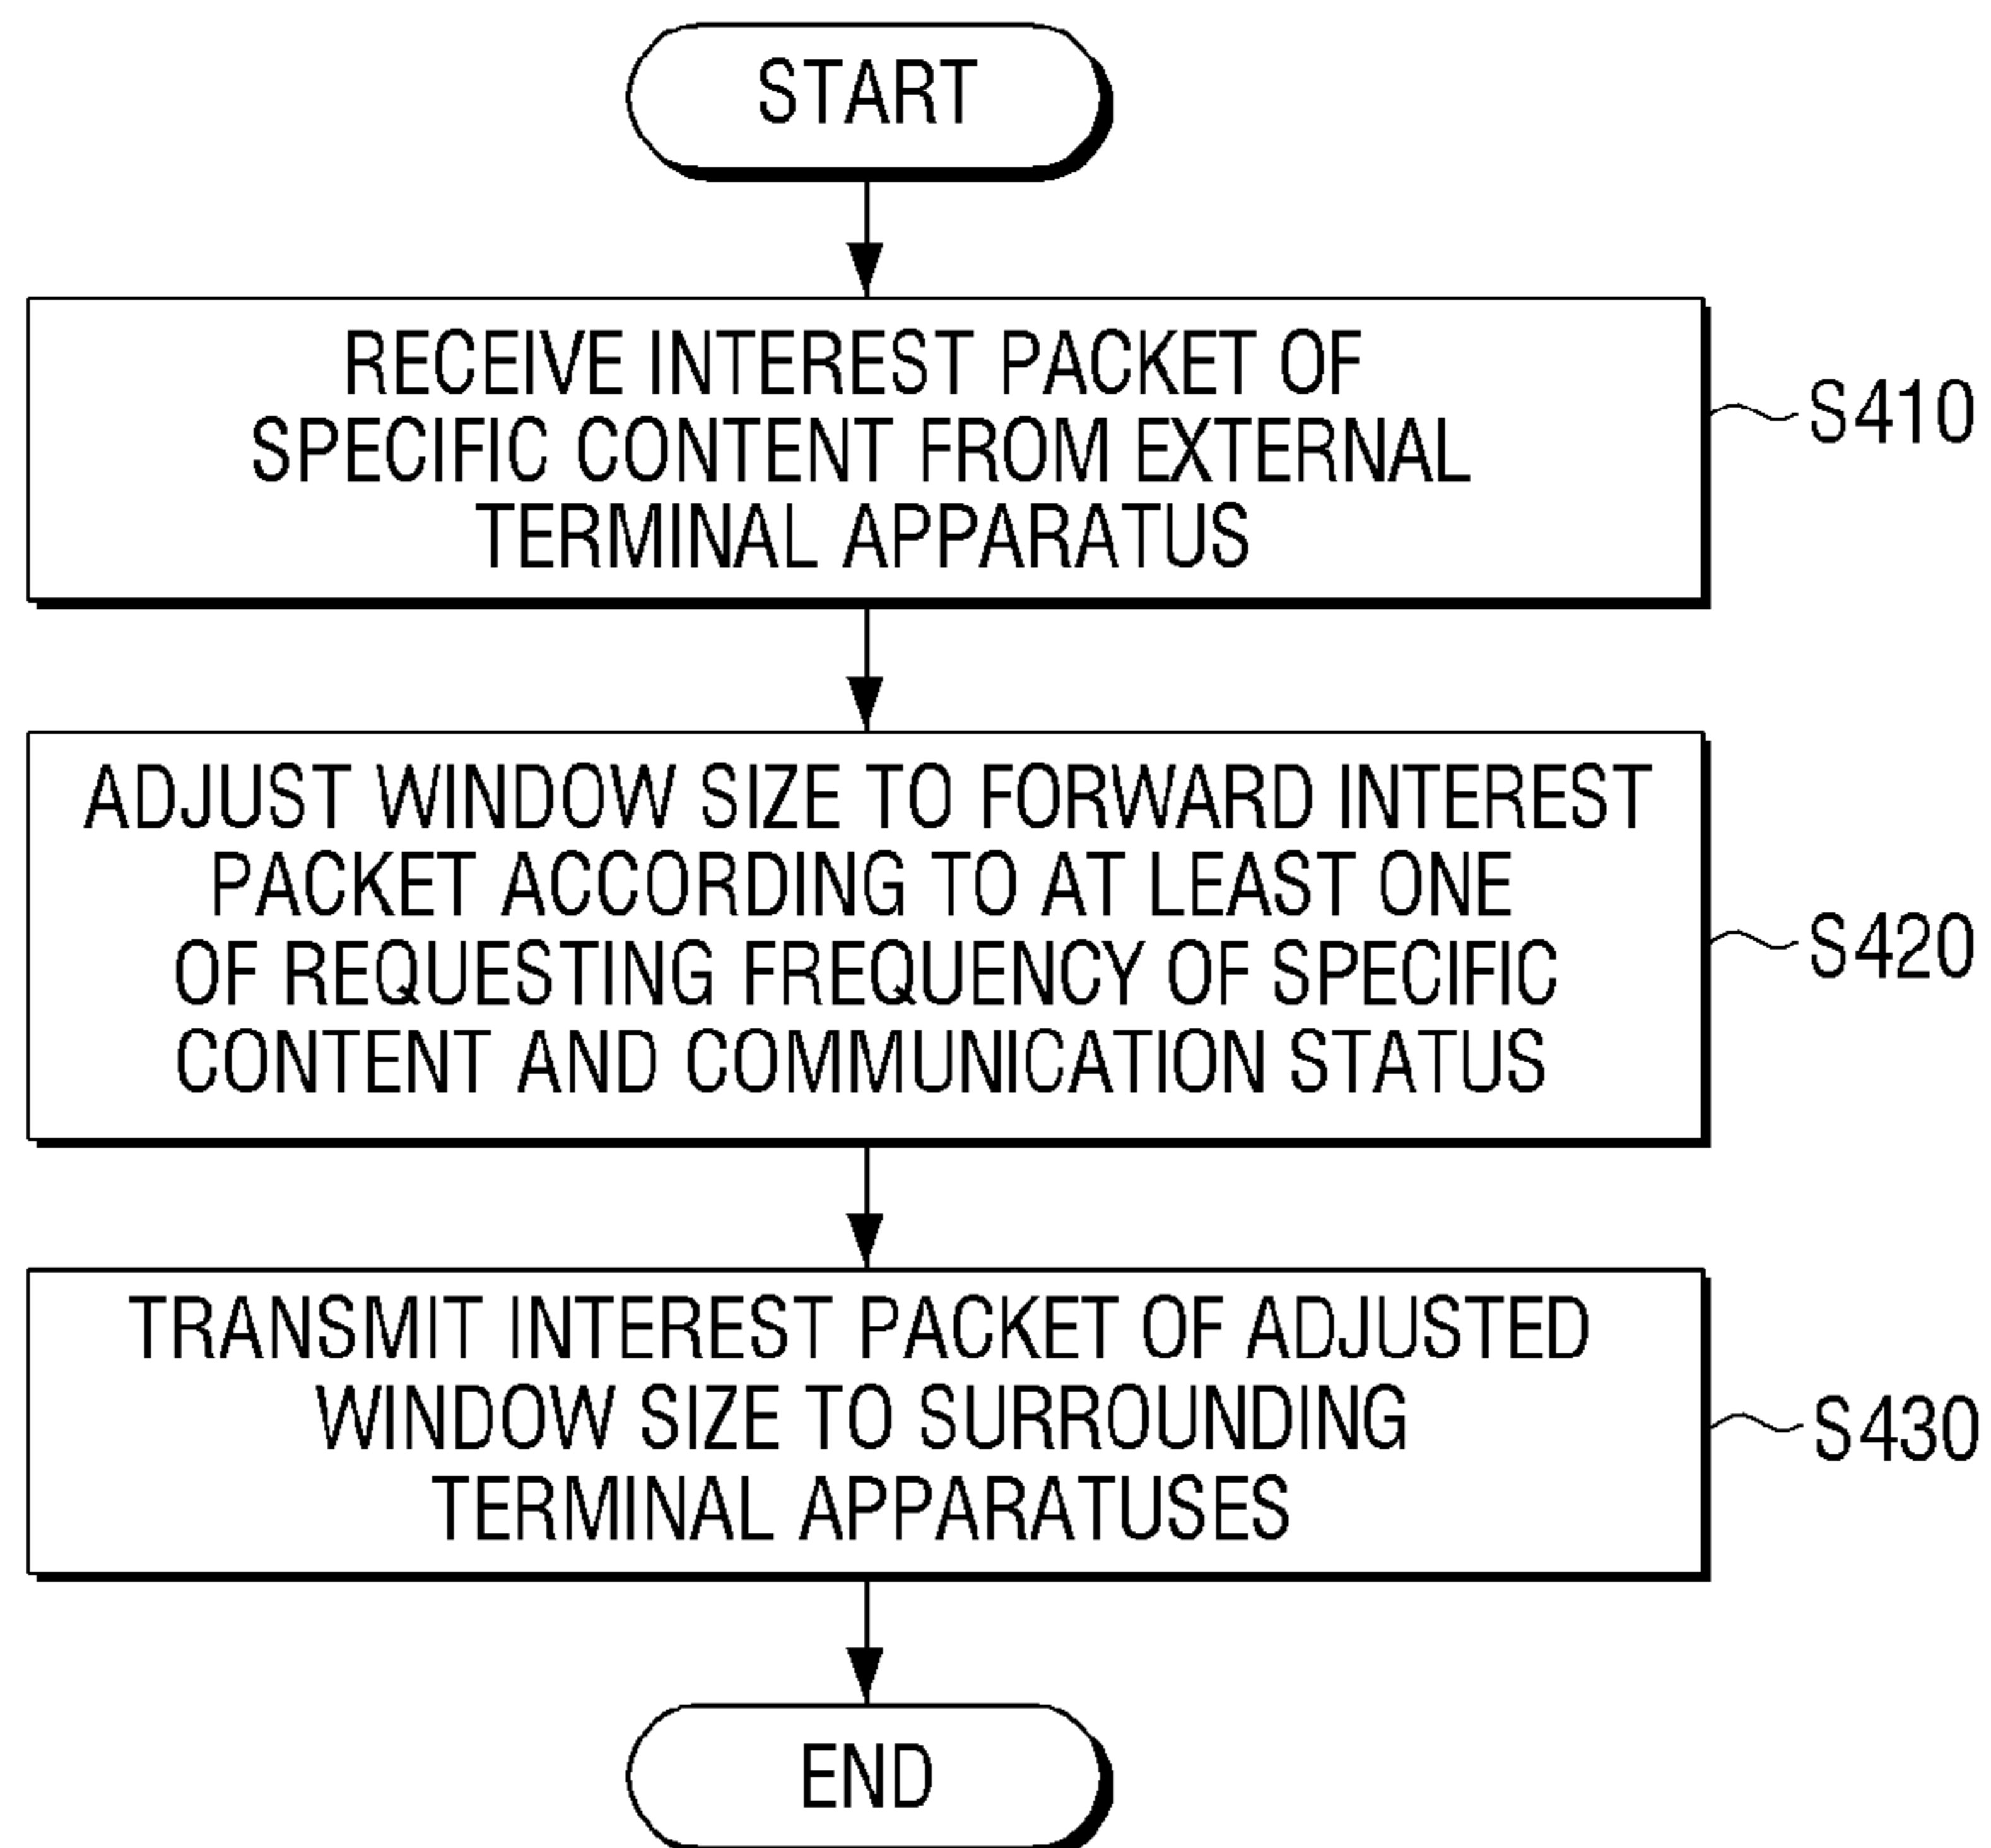 START
RECEIVE INTEREST PACKET OF
SPECIFIC CONTENT FROM EXTERNAL
TERMINAL APPARATUS
S410
ADJUST WINDOW SIZE TO FORWARD INTEREST
PACKET ACCORDING TO AT LEAST ONE
OF REQUESTING FREQUENCY OF SPECIFIC
CONTENT AND COMMUNICATION STATUS
S420
TRANSMIT INTEREST PACKET OF ADJUSTED
WINDOW SIZE TO SURROUNDING
TERMINAL APPARATUSES
S430
END